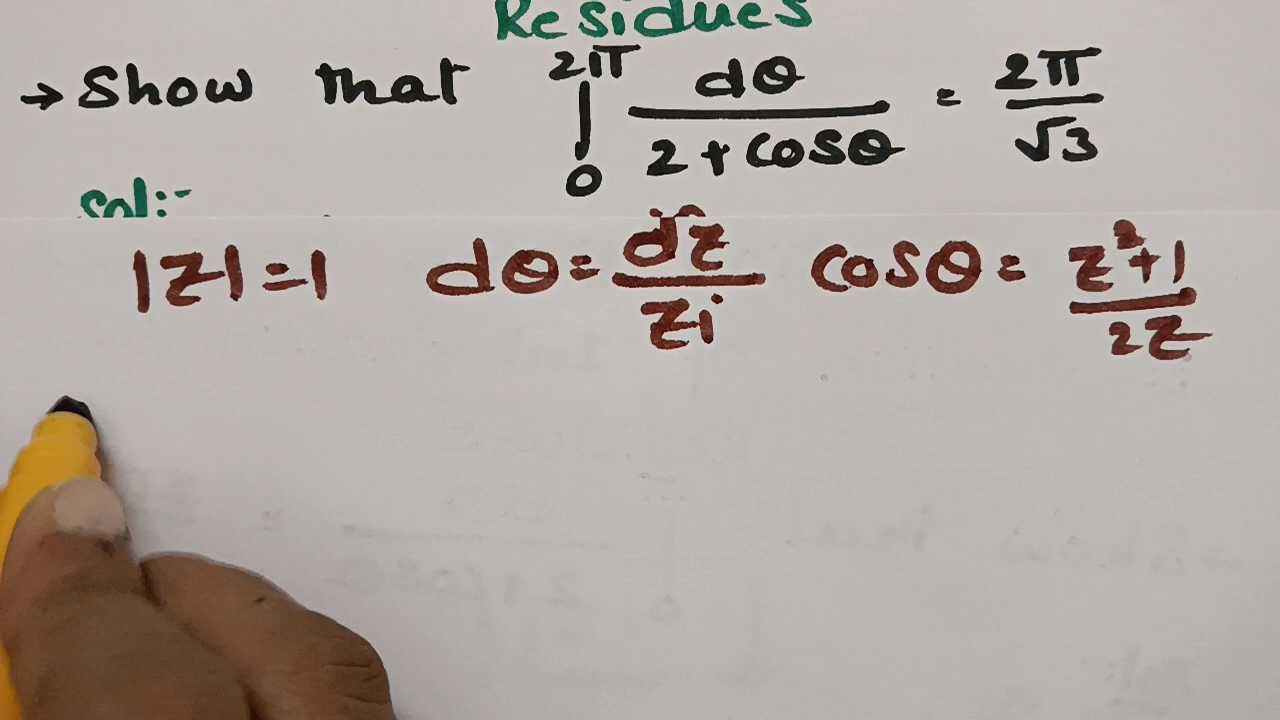 Residues
→ Show that ∫₀^2π dθ / (2 + cosθ) = 2π / √3
Sol:-
|z| = 1 dθ = dz / zi cosθ = z²+1 / 2z